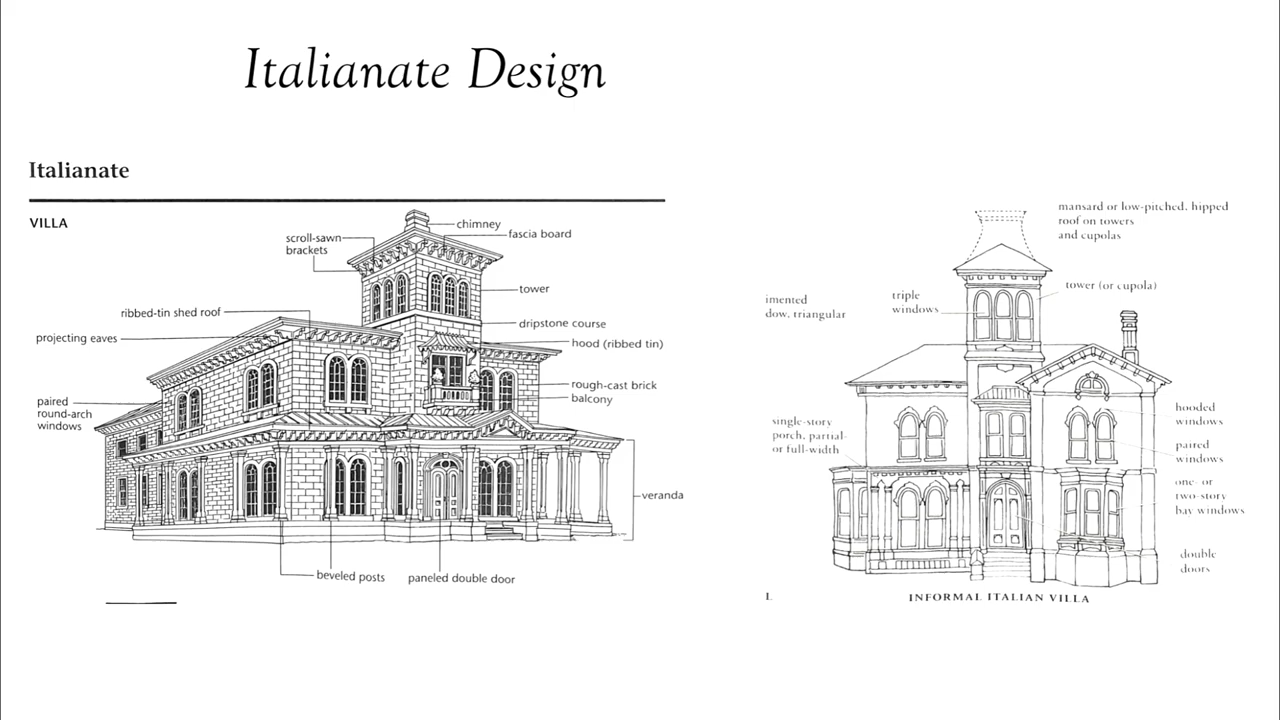 Italianate Design
Italianate
VILLA
chimney
fascia board
scroll-sawn
brackets
tower
ribbed-tin shed roof
dripstone course
projecting eaves
hood (ribbed tin)
rough-cast brick
balcony
paired
round-arch
windows
veranda
beveled posts
paneled double door
mansard or low-pitched, hipped
roof on towers
and cupolas
tower (or cupola)
imented
dow, triangular
triple
windows
hooded
windows
single-story
porch, partial-
or full-width
paired
windows
one- or
two-story
bay windows
double
doors
L
INFORMAL ITALIAN VILLA